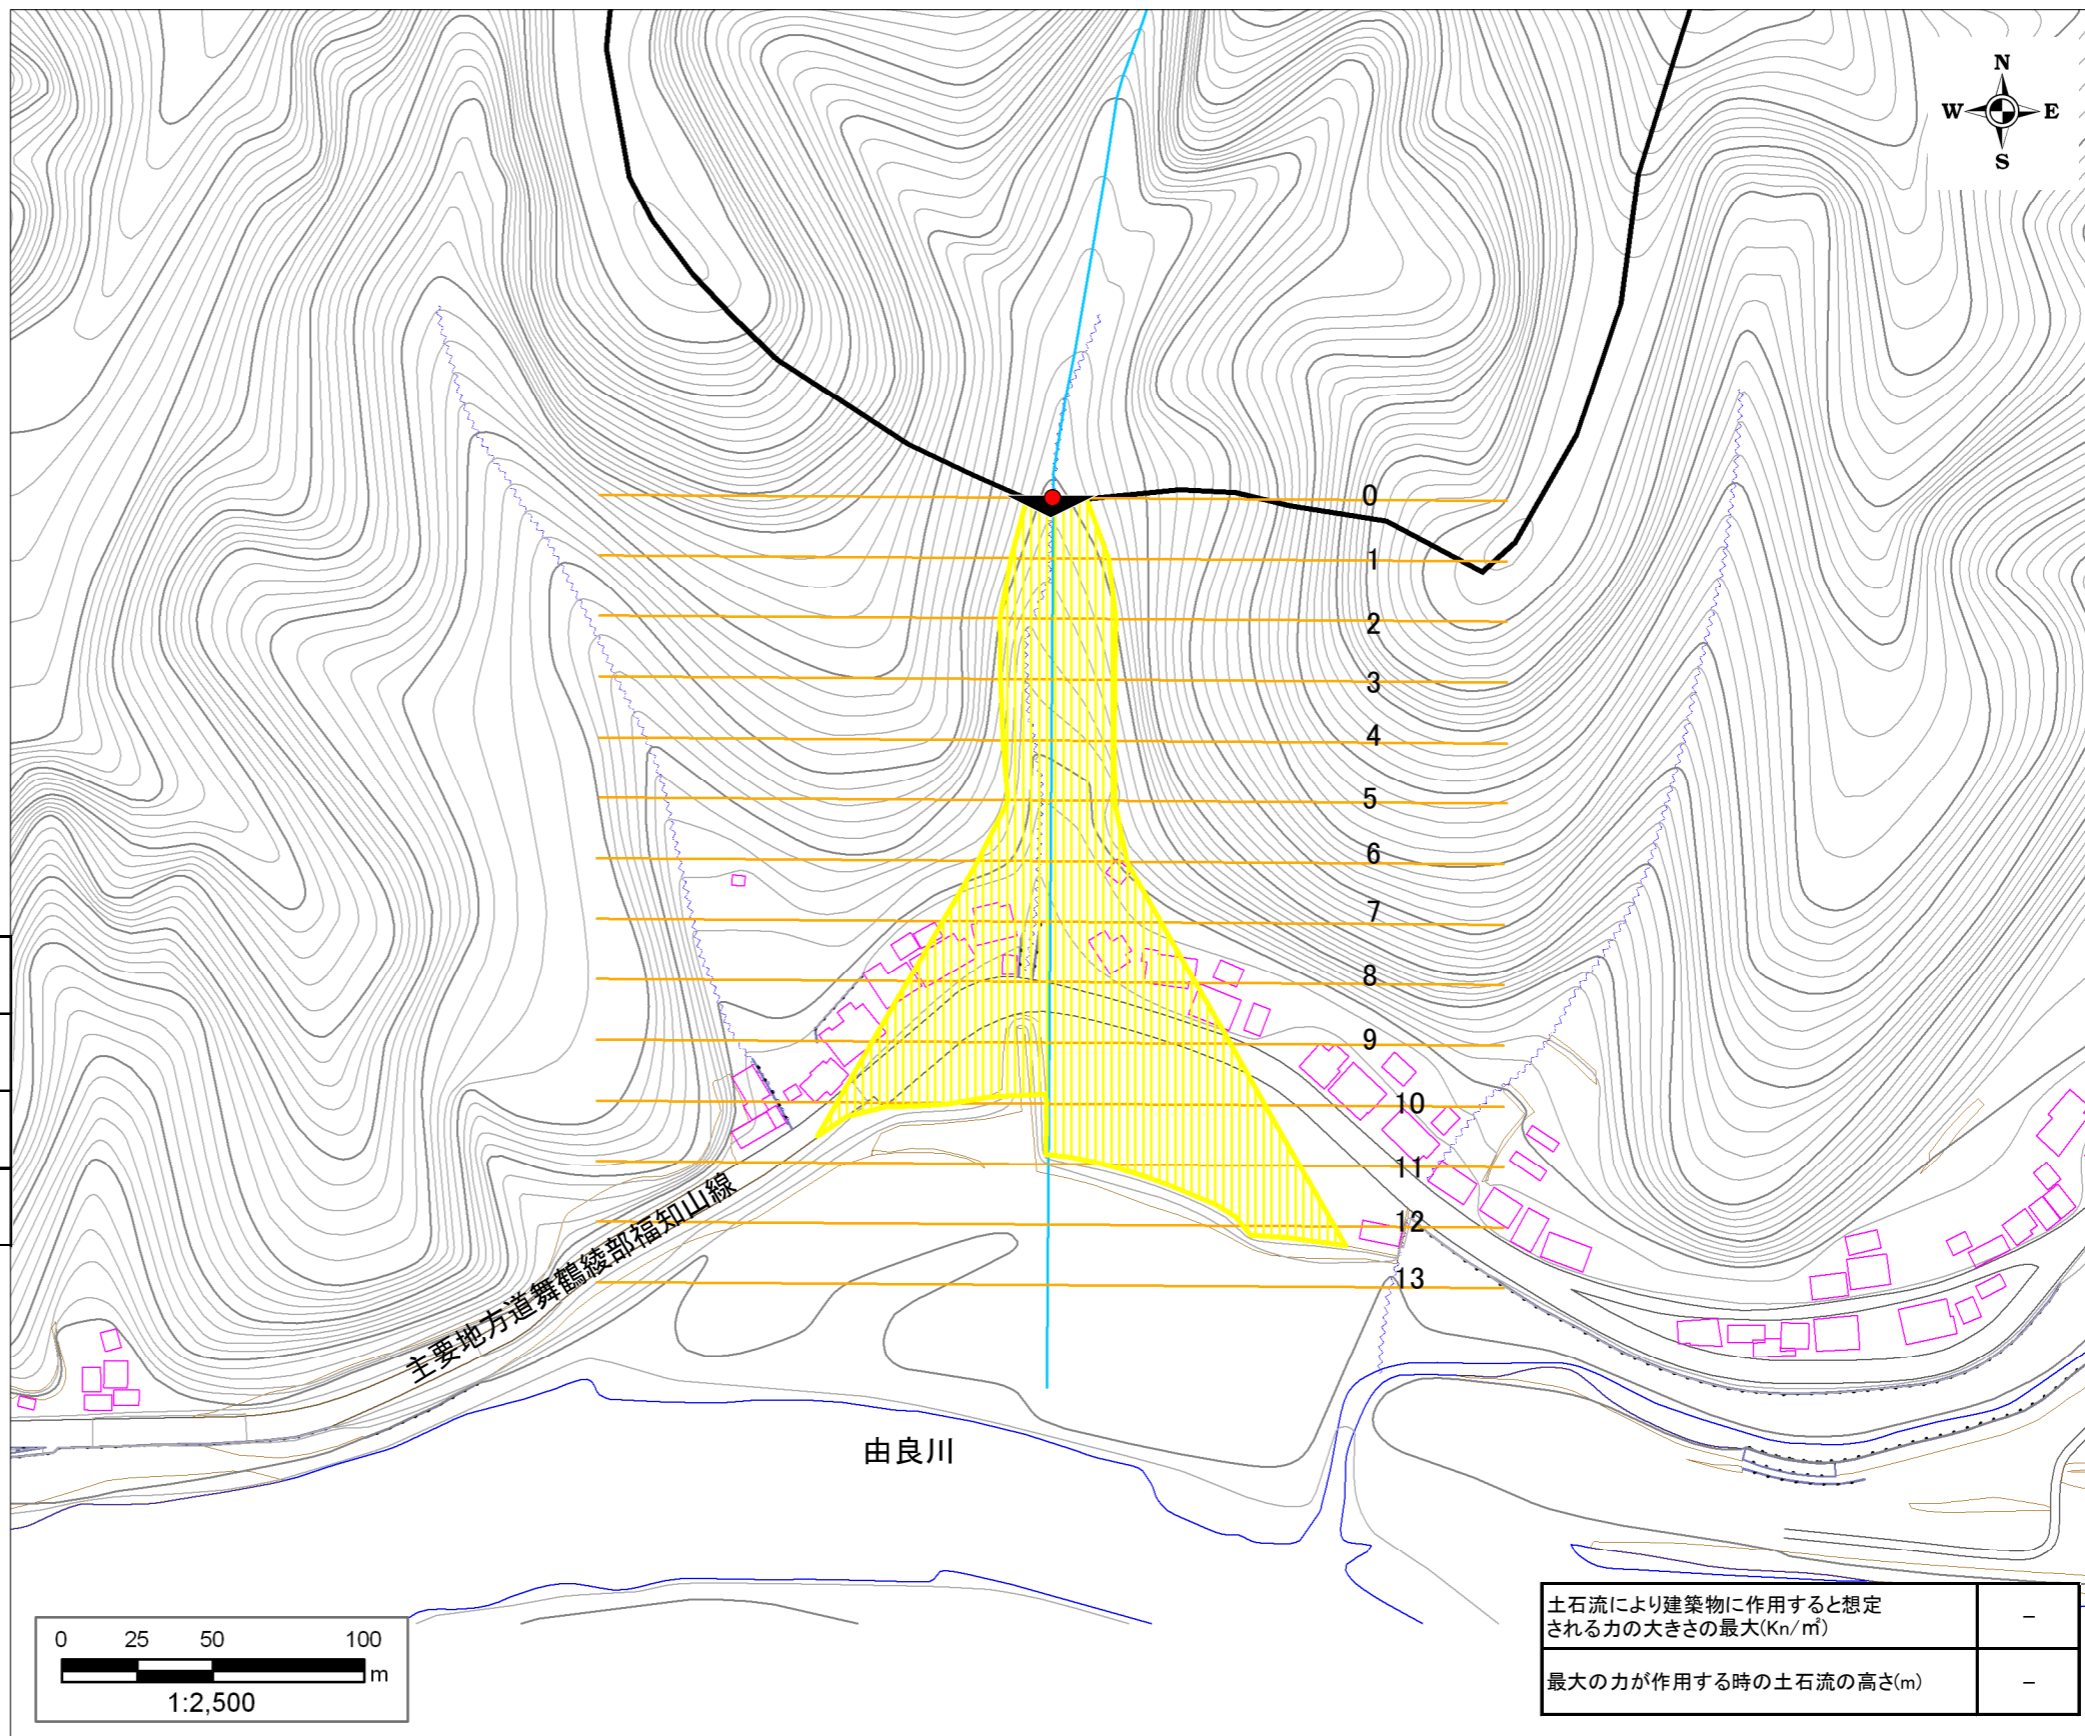 N
W E
S
0
1
2
3
4
5
6
7
8
9
10
11
12
13
主要地方道舞鶴綾部福知山線
由良川
0 25 50 100
m
1:2,500
土石流により建築物に作用すると想定
される力の大きさの最大(Kn/㎡) −
最大の力が作用する時の土石流の高さ(m) −